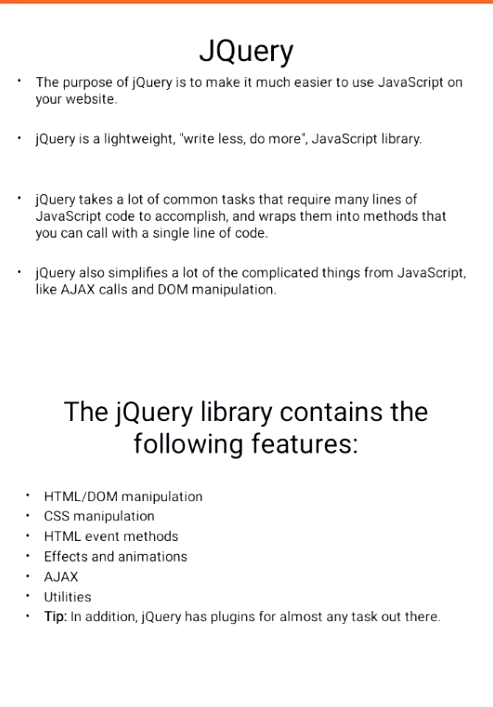 JQuery
• The purpose of jQuery is to make it much easier to use JavaScript on
your website.
• jQuery is a lightweight, "write less, do more", JavaScript library.
• jQuery takes a lot of common tasks that require many lines of
JavaScript code to accomplish, and wraps them into methods that
you can call with a single line of code.
• jQuery also simplifies a lot of the complicated things from JavaScript,
like AJAX calls and DOM manipulation.
The jQuery library contains the
following features:
• HTML/DOM manipulation
• CSS manipulation
• HTML event methods
• Effects and animations
• AJAX
• Utilities
• Tip: In addition, jQuery has plugins for almost any task out there.